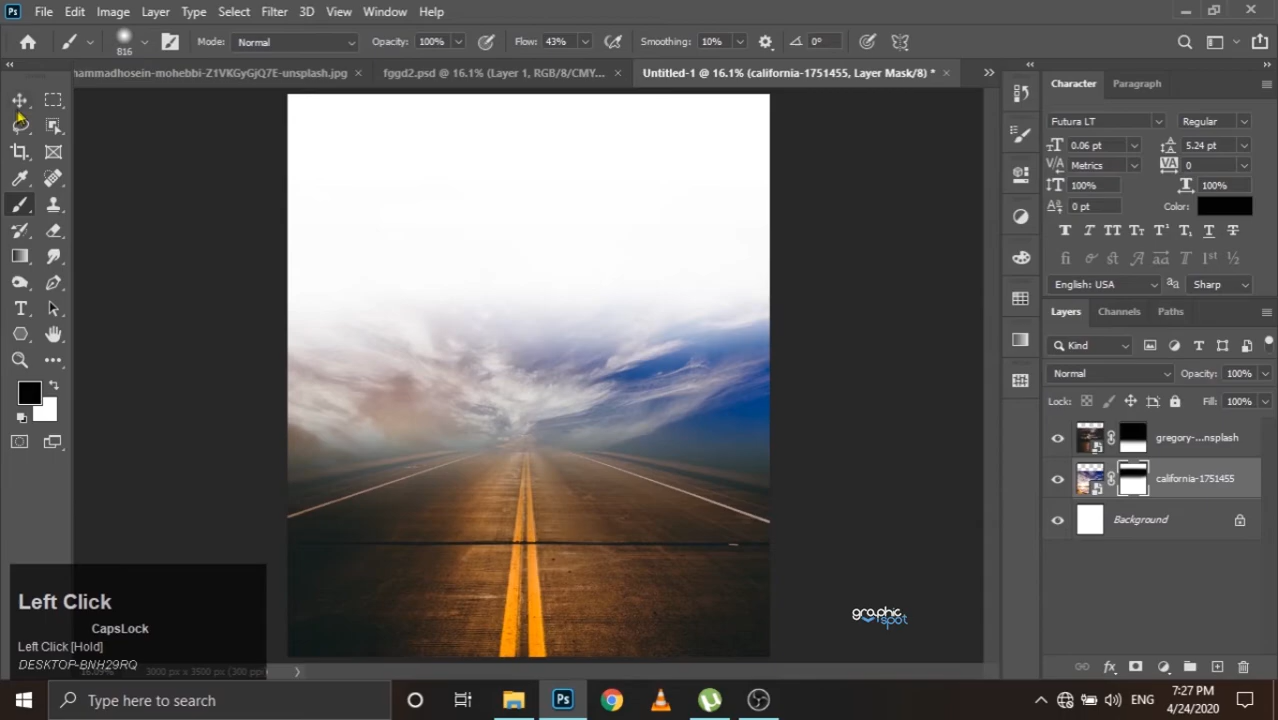 Ps File Edit Image Layer Type Select Filter 3D View Window Help
816 Mode: Normal Opacity: 100% Flow: 43% Smoothing: 10% 0°
hammadhosein-mohebbi-Z1VKGyGjQ7E-unsplash.jpg × fggd2.psd @ 16.1% (Layer 1, RGB/8/CMY... × Untitled-1 @ 16.1% (california-1751455, Layer Mask/8) * ×
Character Paragraph
Futura LT Regular
0.06 pt 5.24 pt
Metrics 0
100% 100%
0 pt Color:
English: USA aa Sharp
Layers Channels Paths
Kind
Normal Opacity: 100%
Lock: Fill: 100%
gregory-...nsplash
california-1751455
Background
Left Click
CapsLock
Left Click [Hold]
DESKTOP-BNH29RQ
graphic
spot
3000 px x 3500 px (300 ppi)
Type here to search
ENG
7:27 PM
4/24/2020